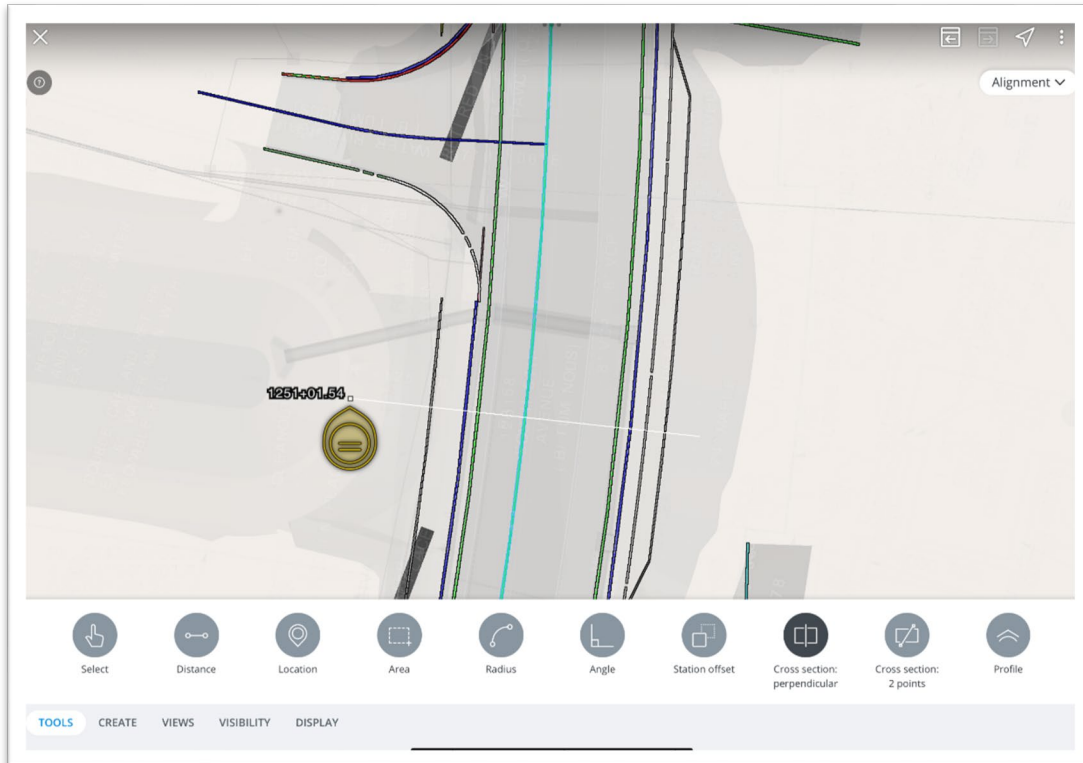 Alignment
1251+01.54
Select
Distance
Location
Area
Radius
Angle
Station offset
Cross section:
perpendicular
Cross section:
2 points
Profile
TOOLS
CREATE
VIEWS
VISIBILITY
DISPLAY